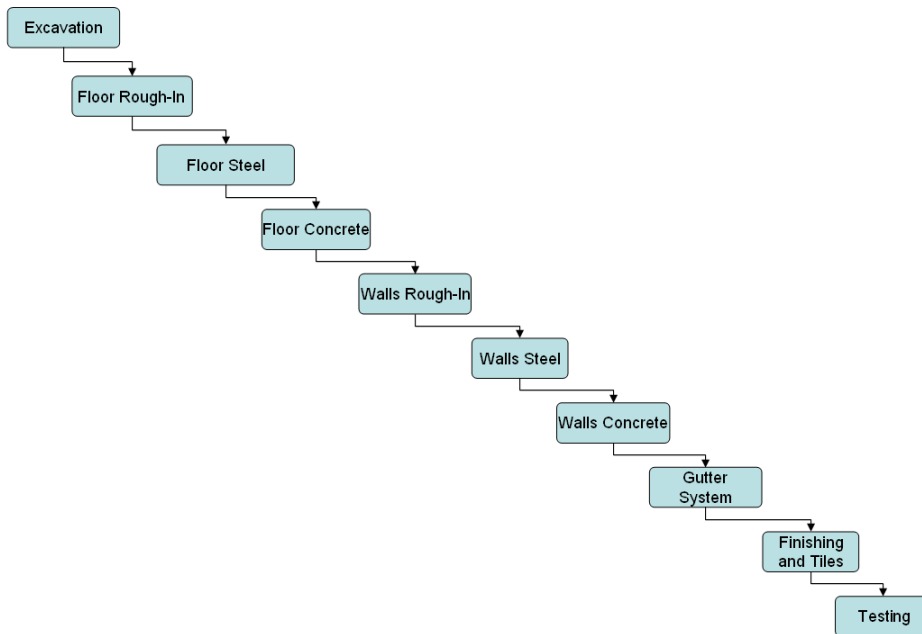 Excavation
Floor Rough-In
Floor Steel
Floor Concrete
Walls Rough-In
Walls Steel
Walls Concrete
Gutter
System
Finishing
and Tiles
Testing